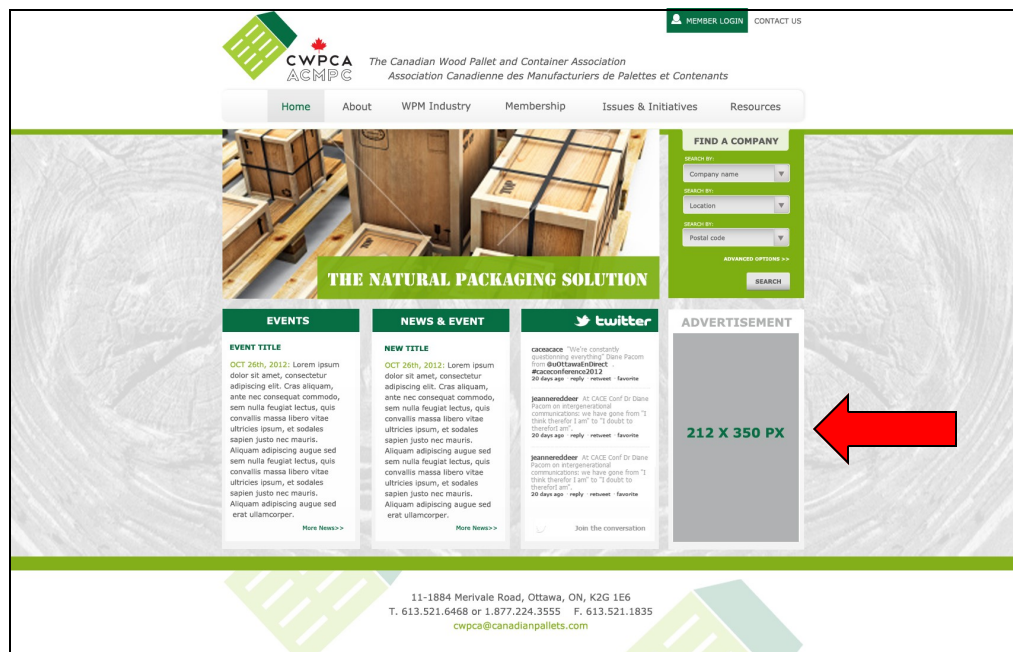 MEMBER LOGIN CONTACT US
CWPCA
ACMPC
The Canadian Wood Pallet and Container Association
Association Canadienne des Manufacturiers de Palettes et Contenants
Home About WPM Industry Membership Issues & Initiatives Resources
TOP
TOP
THE NATURAL PACKAGING SOLUTION
FIND A COMPANY
SEARCH BY:
Company name
SEARCH BY:
Location
SEARCH BY:
Postal code
ADVANCED OPTIONS >>
SEARCH
EVENTS
EVENT TITLE
OCT 26th, 2012: Lorem ipsum
dolor sit amet, consectetur
adipiscing elit. Cras aliquam,
ante nec consequat commodo,
sem nulla feugiat lectus, quis
convallis massa libero vitae
ultricies ipsum, et sodales
sapien justo nec mauris.
Aliquam adipiscing augue sed
sem nulla feugiat lectus, quis
convallis massa libero vitae
ultricies ipsum, et sodales
sapien justo nec mauris.
Aliquam adipiscing augue sed
erat ullamcorper.
More News>>
NEWS & EVENT
NEW TITLE
OCT 26th, 2012: Lorem ipsum
dolor sit amet, consectetur
adipiscing elit. Cras aliquam,
ante nec consequat commodo,
sem nulla feugiat lectus, quis
convallis massa libero vitae
ultricies ipsum, et sodales
sapien justo nec mauris.
Aliquam adipiscing augue sed
sem nulla feugiat lectus, quis
convallis massa libero vitae
ultricies ipsum, et sodales
sapien justo nec mauris.
Aliquam adipiscing augue sed
erat ullamcorper.
More News>>
twitter
caceacace "We're constantly
questionning everything" Diane Pacom
from @uOttawaEnDirect .
#caceconference2012
20 days ago · reply · retweet · favorite
jeannereddeer At CACE Conf Dr Diane
Pacom on intergenerational
communications: we have gone from "I
think therefor I am" to "I doubt to
thereforI am".
20 days ago · reply · retweet · favorite
jeannereddeer At CACE Conf Dr Diane
Pacom on intergenerational
communications: we have gone from "I
think therefor I am" to "I doubt to
thereforI am".
20 days ago · reply · retweet · favorite
Join the conversation
ADVERTISEMENT
212 X 350 PX
11-1884 Merivale Road, Ottawa, ON, K2G 1E6
T. 613.521.6468 or 1.877.224.3555 F. 613.521.1835
cwpca@canadianpallets.com